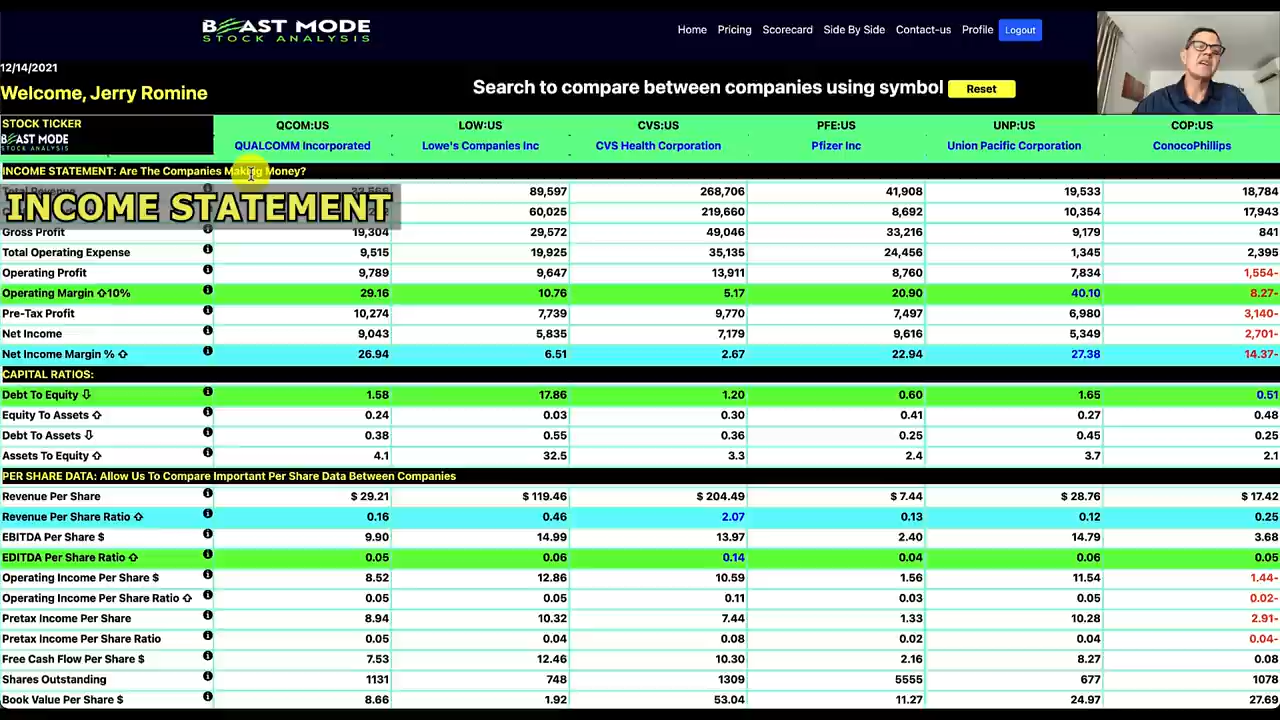 BEAST MODE
STOCK ANALYSIS
Home Pricing Scorecard Side By Side Contact-us Profile Logout
12/14/2021
Welcome, Jerry Romine
Search to compare between companies using symbol Reset
STOCK TICKER QCOM:US LOW:US CVS:US PFE:US UNP:US COP:US
BEAST MODE
STOCK ANALYSIS
QUALCOMM Incorporated Lowe's Companies Inc CVS Health Corporation Pfizer Inc Union Pacific Corporation ConocoPhillips
INCOME STATEMENT: Are The Companies Making Money?
Total Revenue 89,597 268,706 41,908 19,533 18,784
INCOME STATEMENT
60,025 219,660 8,692 10,354 17,943
Gross Profit 19,304 29,572 49,046 33,216 9,179 841
Total Operating Expense 9,515 19,925 35,135 24,456 1,345 2,395
Operating Profit 9,789 9,647 13,911 8,760 7,834 1,554-
Operating Margin ⇧10% 29.16 10.76 5.17 20.90 40.10 8.27-
Pre-Tax Profit 10,274 7,739 9,770 7,497 6,980 3,140-
Net Income 9,043 5,835 7,179 9,616 5,349 2,701-
Net Income Margin % ⇧ 26.94 6.51 2.67 22.94 27.38 14.37-
CAPITAL RATIOS:
Debt To Equity ⇩ 1.58 17.86 1.20 0.60 1.65 0.51
Equity To Assets ⇧ 0.24 0.03 0.30 0.41 0.27 0.48
Debt To Assets ⇩ 0.38 0.55 0.36 0.25 0.45 0.25
Assets To Equity ⇧ 4.1 32.5 3.3 2.4 3.7 2.1
PER SHARE DATA: Allow Us To Compare Important Per Share Data Between Companies
Revenue Per Share $ 29.21 $ 119.46 $ 204.49 $ 7.44 $ 28.76 $ 17.42
Revenue Per Share Ratio ⇧ 0.16 0.46 2.07 0.13 0.12 0.25
EBITDA Per Share $ 9.90 14.99 13.97 2.40 14.79 3.68
EDITDA Per Share Ratio ⇧ 0.05 0.06 0.14 0.04 0.06 0.05
Operating Income Per Share $ 8.52 12.86 10.59 1.56 11.54 1.44-
Operating Income Per Share Ratio ⇧ 0.05 0.05 0.11 0.03 0.05 0.02-
Pretax Income Per Share 8.94 10.32 7.44 1.33 10.28 2.91-
Pretax Income Per Share Ratio 0.05 0.04 0.08 0.02 0.04 0.04-
Free Cash Flow Per Share $ 7.53 12.46 10.30 2.16 8.27 0.08
Shares Outstanding 1131 748 1309 5555 677 1078
Book Value Per Share $ 8.66 1.92 53.04 11.27 24.97 27.69